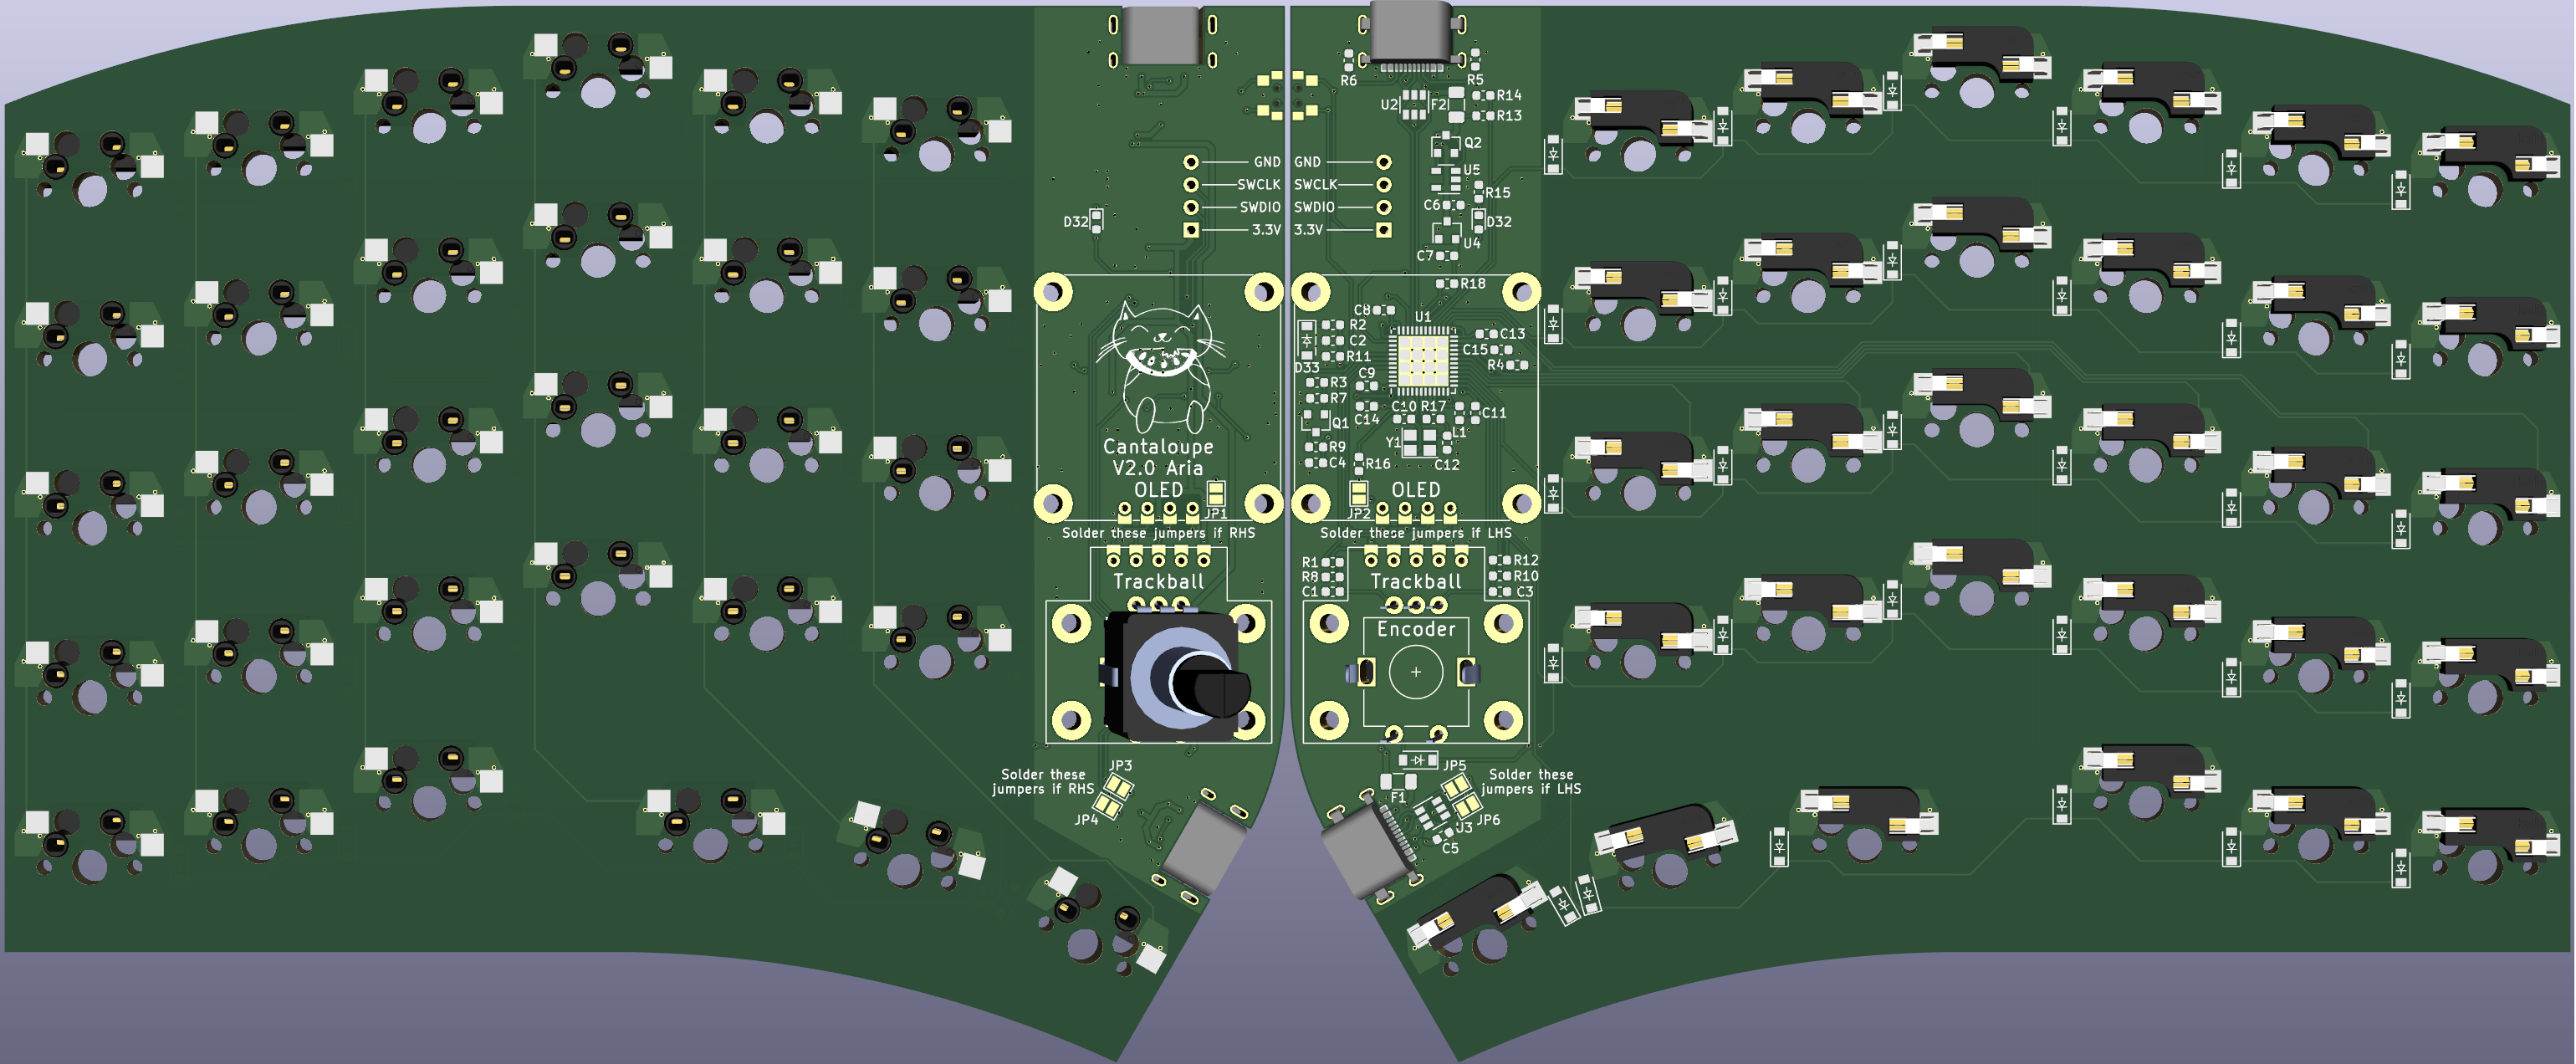 R6
R5
U2
F2
R14
R13
Q2
GND
GND
SWCLK
SWCLK
U5
R15
SWDIO
SWDIO
C6
D32
D32
3.3V
3.3V
U4
C7
R18
C8
U1
R2
C2
R11
C13
C15
R4
D33
C9
R3
R7
C14
C10
R17
C11
Q1
Y1
L1
R9
C4
R16
C12
Cantaloupe
V2.0 Aria
OLED
JP1
OLED
JP2
Solder these jumpers if RHS
Solder these jumpers if LHS
Trackball
Trackball
R1
R8
C1
R12
R10
C3
Encoder
JP3
Solder these
jumpers if RHS
JP4
JP5
Solder these
jumpers if LHS
F1
JP6
U3
C5